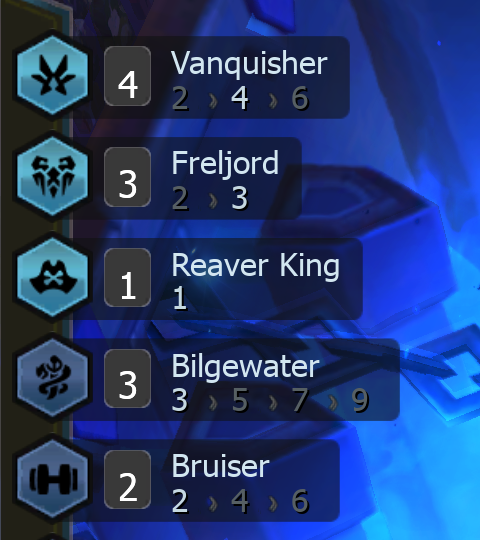 4 Vanquisher
2 › 4 › 6
3 Freljord
2 › 3
1 Reaver King
1
3 Bilgewater
3 › 5 › 7 › 9
2 Bruiser
2 › 4 › 6